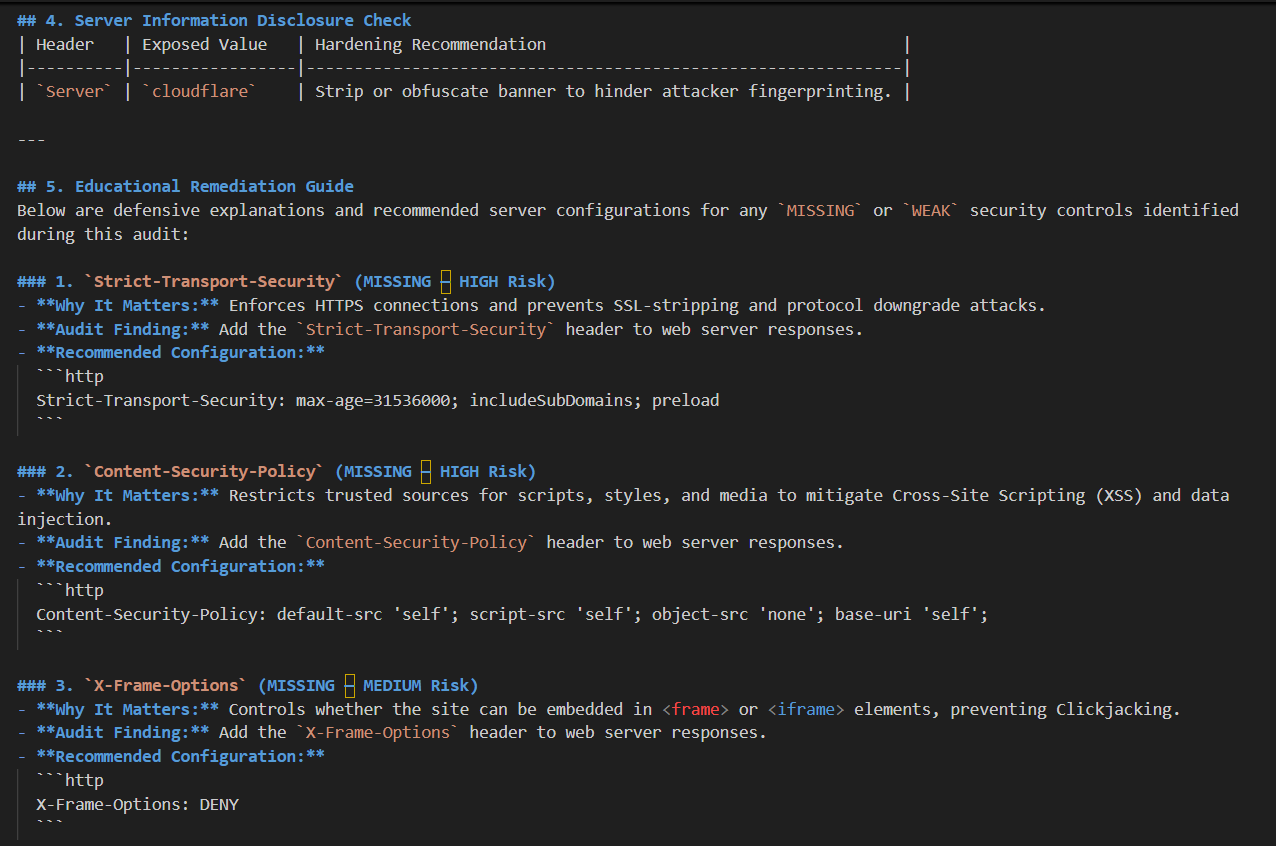 ## 4. Server Information Disclosure Check
| Header   | Exposed Value   | Hardening Recommendation                                     |
|----------|-----------------|--------------------------------------------------------------|
| `Server` | `cloudflare`    | Strip or obfuscate banner to hinder attacker fingerprinting. |
---
## 5. Educational Remediation Guide
Below are defensive explanations and recommended server configurations for any `MISSING` or `WEAK` security controls identified
during this audit:
### 1. `Strict-Transport-Security` (MISSING — HIGH Risk)
- **Why It Matters:** Enforces HTTPS connections and prevents SSL-stripping and protocol downgrade attacks.
- **Audit Finding:** Add the `Strict-Transport-Security` header to web server responses.
- **Recommended Configuration:**
```http
Strict-Transport-Security: max-age=31536000; includeSubDomains; preload
```
### 2. `Content-Security-Policy` (MISSING — HIGH Risk)
- **Why It Matters:** Restricts trusted sources for scripts, styles, and media to mitigate Cross-Site Scripting (XSS) and data
injection.
- **Audit Finding:** Add the `Content-Security-Policy` header to web server responses.
- **Recommended Configuration:**
```http
Content-Security-Policy: default-src 'self'; script-src 'self'; object-src 'none'; base-uri 'self';
```
### 3. `X-Frame-Options` (MISSING — MEDIUM Risk)
- **Why It Matters:** Controls whether the site can be embedded in <frame> or <iframe> elements, preventing Clickjacking.
- **Audit Finding:** Add the `X-Frame-Options` header to web server responses.
- **Recommended Configuration:**
```http
X-Frame-Options: DENY
```